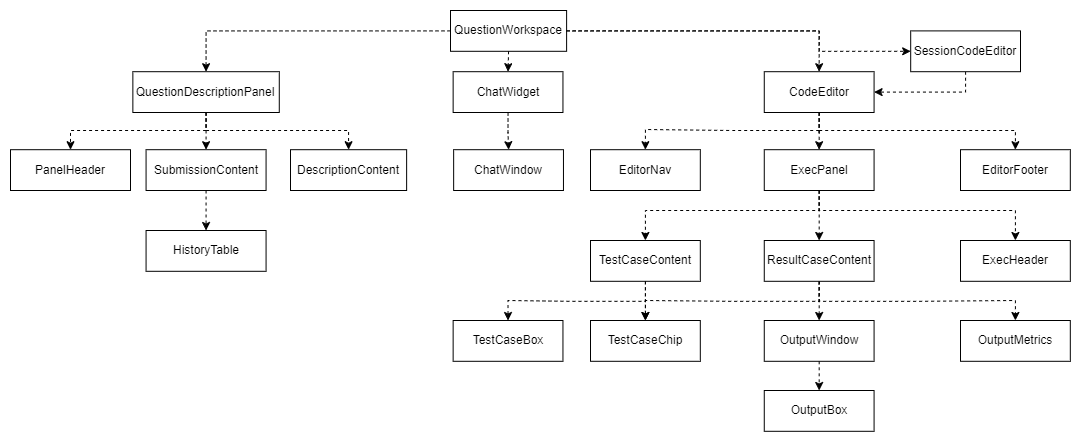 QuestionWorkspace
SessionCodeEditor
QuestionDescriptionPanel
ChatWidget
CodeEditor
PanelHeader
SubmissionContent
DescriptionContent
ChatWindow
EditorNav
ExecPanel
EditorFooter
HistoryTable
TestCaseContent
ResultCaseContent
ExecHeader
TestCaseBox
TestCaseChip
OutputWindow
OutputMetrics
OutputBox